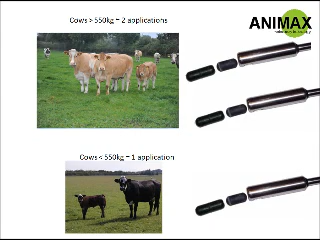 Cows > 550kg = 2 applications
ANIMAX
Cows < 550kg = 1 application